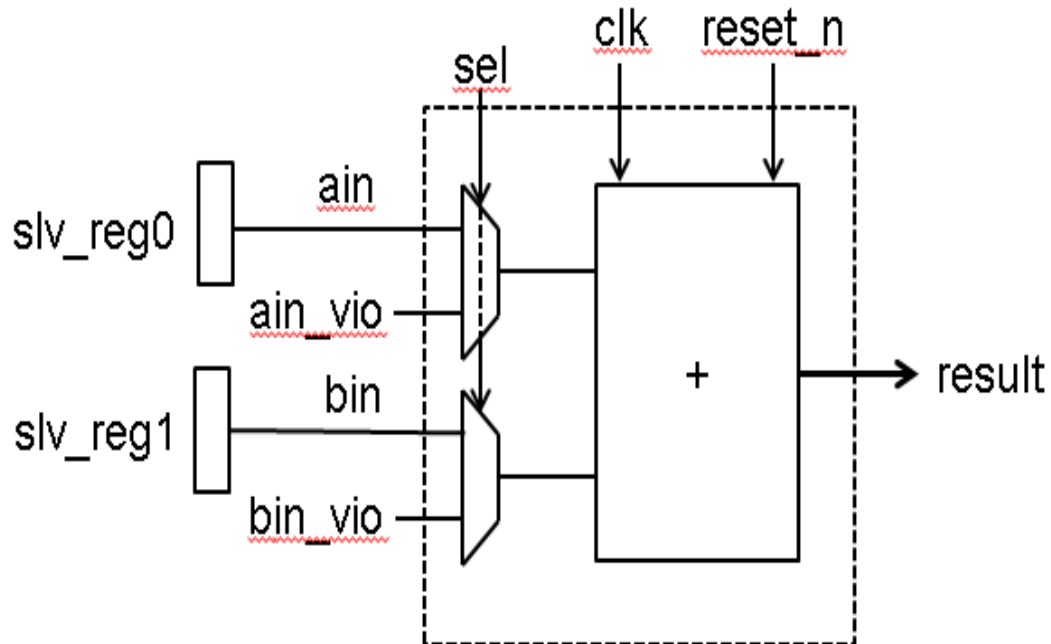 clk reset_n
sel
ain
slv_reg0
ain_vio
bin
slv_reg1
bin_vio
+
result